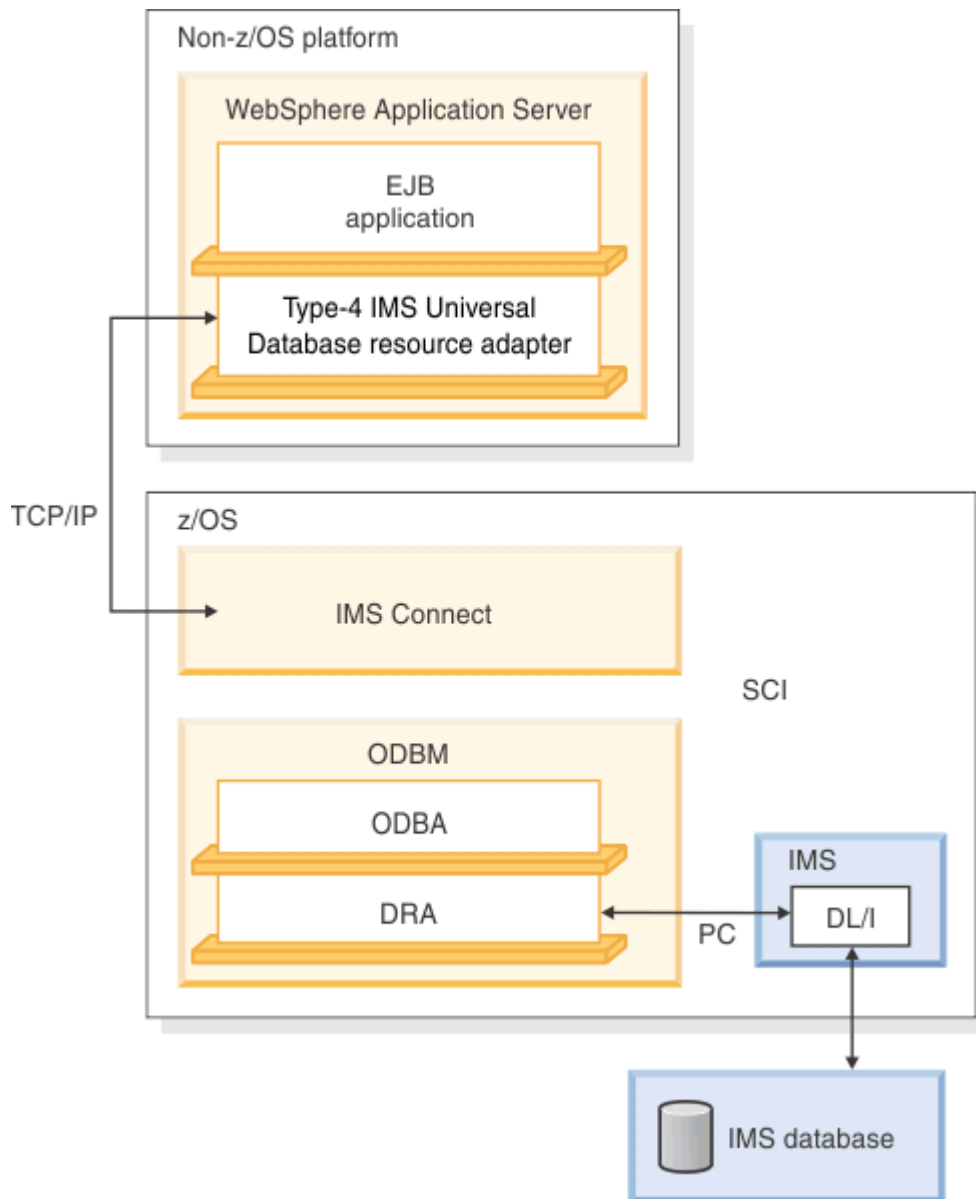 Non-z/OS platform
WebSphere Application Server
EJB
application
Type-4 IMS Universal
Database resource adapter
TCP/IP
z/OS
IMS Connect
SCI
ODBM
ODBA
DRA
PC
IMS
DL/I
IMS database